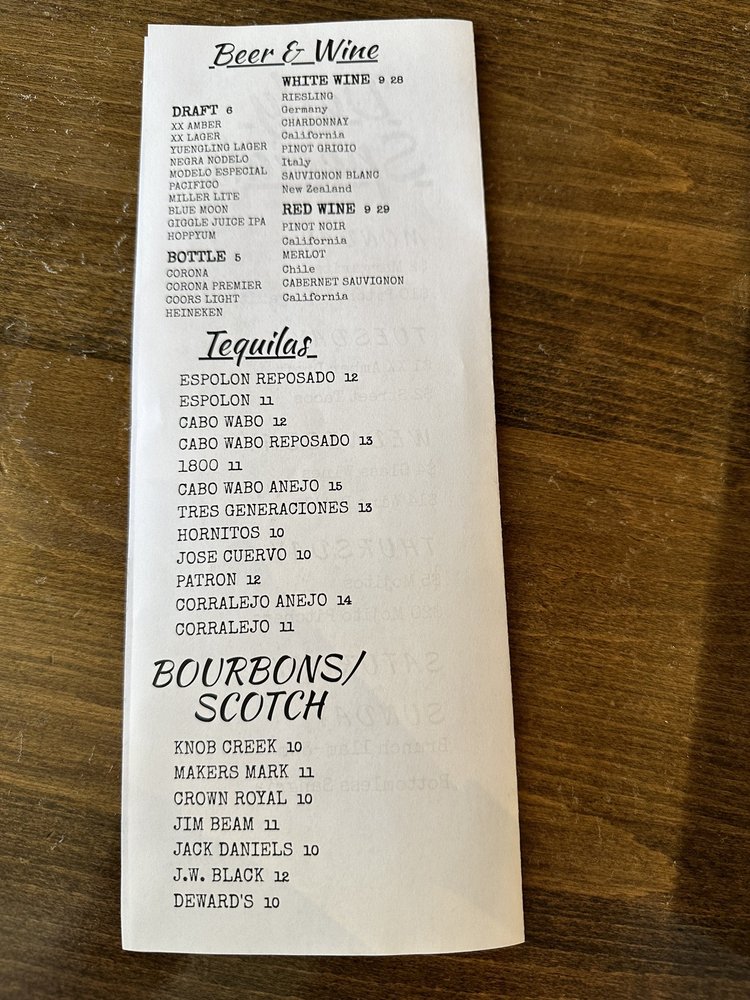 Beer & Wine
DRAFT 6
XX AMBER
XX LAGER
YUENGLING LAGER
NEGRA NODELO
MODELO ESPECIAL
PACIFICO
MILLER LITE
BLUE MOON
GIGGLE JUICE IPA
HOPPYUM
BOTTLE 5
CORONA
CORONA PREMIER
COORS LIGHT
HEINEKEN
WHITE WINE 9 28
RIESLING
Germany
CHARDONNAY
California
PINOT GRIGIO
Italy
SAUVIGNON BLANC
New Zealand
RED WINE 9 29
PINOT NOIR
California
MERLOT
Chile
CABERNET SAUVIGNON
California
Tequilas
ESPOLON REPOSADO 12
ESPOLON 11
CABO WABO 12
CABO WABO REPOSADO 13
1800 11
CABO WABO ANEJO 15
TRES GENERACIONES 13
HORNITOS 10
JOSE CUERVO 10
PATRON 12
CORRALEJO ANEJO 14
CORRALEJO 11
BOURBONS/
SCOTCH
KNOB CREEK 10
MAKERS MARK 11
CROWN ROYAL 10
JIM BEAM 11
JACK DANIELS 10
J.W. BLACK 12
DEWARD'S 10